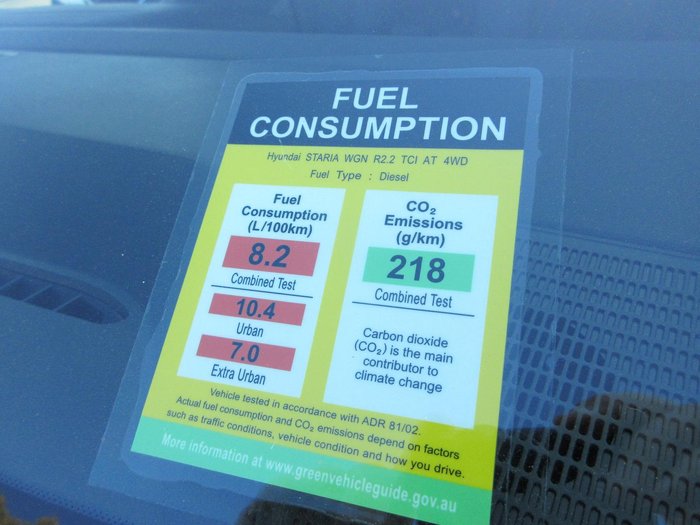 FUEL
CONSUMPTION
Hyundai STARIA WGN R2.2 TCI AT 4WD
Fuel Type : Diesel
Fuel
Consumption
(L/100km)
8.2
Combined Test
10.4
Urban
7.0
Extra Urban
CO₂
Emissions
(g/km)
218
Combined Test
Carbon dioxide
(CO₂) is the main
contributor to
climate change
Vehicle tested in accordance with ADR 81/02.
Actual fuel consumption and CO₂ emissions depend on factors
such as traffic conditions, vehicle condition and how you drive.
More information at www.greenvehicleguide.gov.au